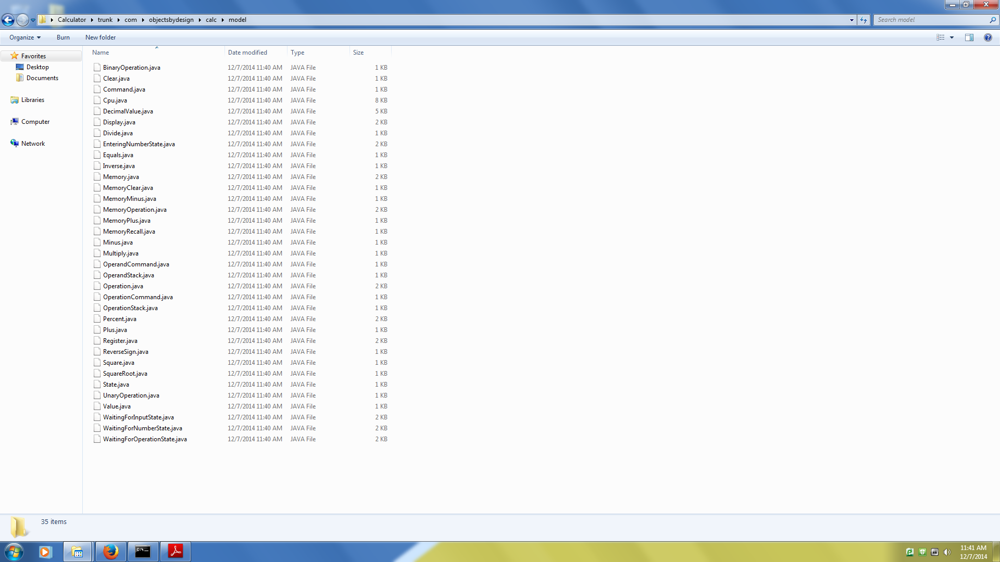 Calculator trunk com objectsbydesign calc model Search model
Organize Burn New folder
Favorites
Desktop
Documents
Libraries
Computer
Network
Name Date modified Type Size
BinaryOperation.java 12/7/2014 11:40 AM JAVA File 1 KB
Clear.java 12/7/2014 11:40 AM JAVA File 1 KB
Command.java 12/7/2014 11:40 AM JAVA File 1 KB
Cpu.java 12/7/2014 11:40 AM JAVA File 8 KB
DecimalValue.java 12/7/2014 11:40 AM JAVA File 5 KB
Display.java 12/7/2014 11:40 AM JAVA File 2 KB
Divide.java 12/7/2014 11:40 AM JAVA File 1 KB
EnteringNumberState.java 12/7/2014 11:40 AM JAVA File 2 KB
Equals.java 12/7/2014 11:40 AM JAVA File 1 KB
Inverse.java 12/7/2014 11:40 AM JAVA File 1 KB
Memory.java 12/7/2014 11:40 AM JAVA File 2 KB
MemoryClear.java 12/7/2014 11:40 AM JAVA File 1 KB
MemoryMinus.java 12/7/2014 11:40 AM JAVA File 1 KB
MemoryOperation.java 12/7/2014 11:40 AM JAVA File 2 KB
MemoryPlus.java 12/7/2014 11:40 AM JAVA File 1 KB
MemoryRecall.java 12/7/2014 11:40 AM JAVA File 1 KB
Minus.java 12/7/2014 11:40 AM JAVA File 1 KB
Multiply.java 12/7/2014 11:40 AM JAVA File 1 KB
OperandCommand.java 12/7/2014 11:40 AM JAVA File 1 KB
OperandStack.java 12/7/2014 11:40 AM JAVA File 1 KB
Operation.java 12/7/2014 11:40 AM JAVA File 2 KB
OperationCommand.java 12/7/2014 11:40 AM JAVA File 1 KB
OperationStack.java 12/7/2014 11:40 AM JAVA File 1 KB
Percent.java 12/7/2014 11:40 AM JAVA File 2 KB
Plus.java 12/7/2014 11:40 AM JAVA File 1 KB
Register.java 12/7/2014 11:40 AM JAVA File 2 KB
ReverseSign.java 12/7/2014 11:40 AM JAVA File 1 KB
Square.java 12/7/2014 11:40 AM JAVA File 1 KB
SquareRoot.java 12/7/2014 11:40 AM JAVA File 1 KB
State.java 12/7/2014 11:40 AM JAVA File 1 KB
UnaryOperation.java 12/7/2014 11:40 AM JAVA File 1 KB
Value.java 12/7/2014 11:40 AM JAVA File 1 KB
WaitingForInputState.java 12/7/2014 11:40 AM JAVA File 2 KB
WaitingForNumberState.java 12/7/2014 11:40 AM JAVA File 2 KB
WaitingForOperationState.java 12/7/2014 11:40 AM JAVA File 2 KB
35 items
11:41 AM
12/7/2014